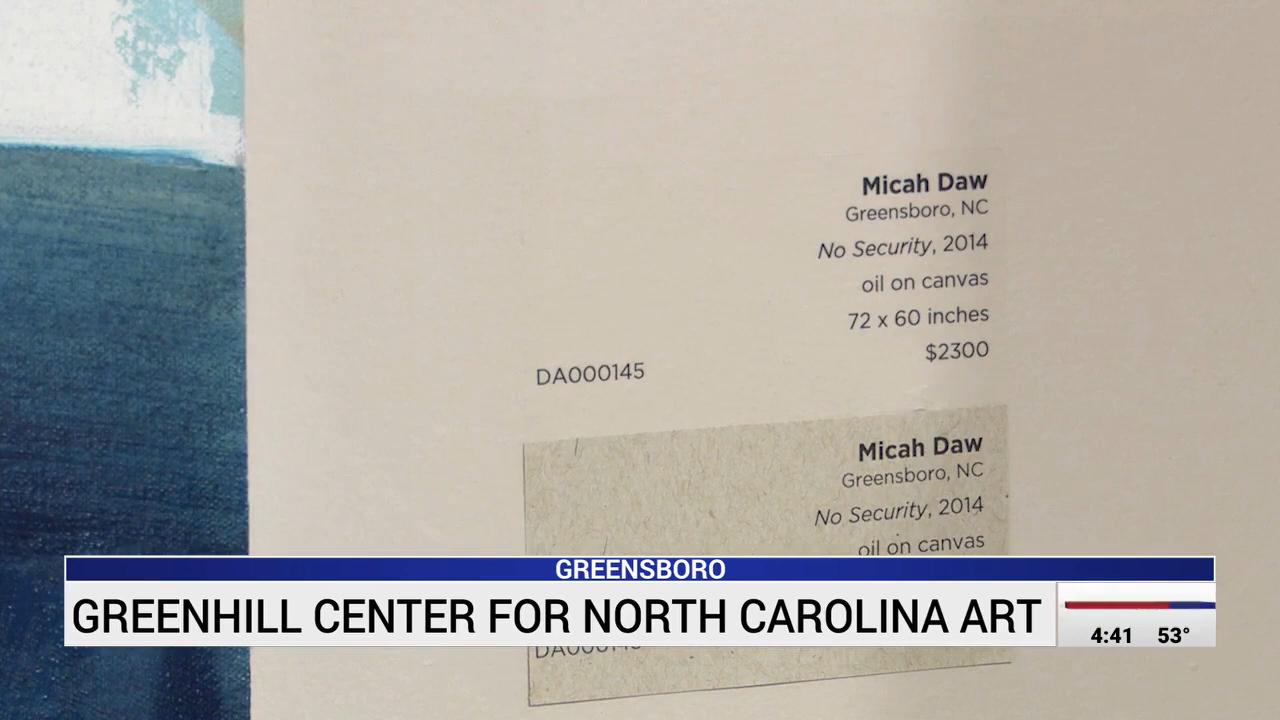 Micah Daw
Greensboro, NC
No Security, 2014
oil on canvas
72 x 60 inches
$2300
DA000145
Micah Daw
Greensboro, NC
No Security, 2014
oil on canvas
GREENSBORO
GREENHILL CENTER FOR NORTH CAROLINA ART
4:41 53°